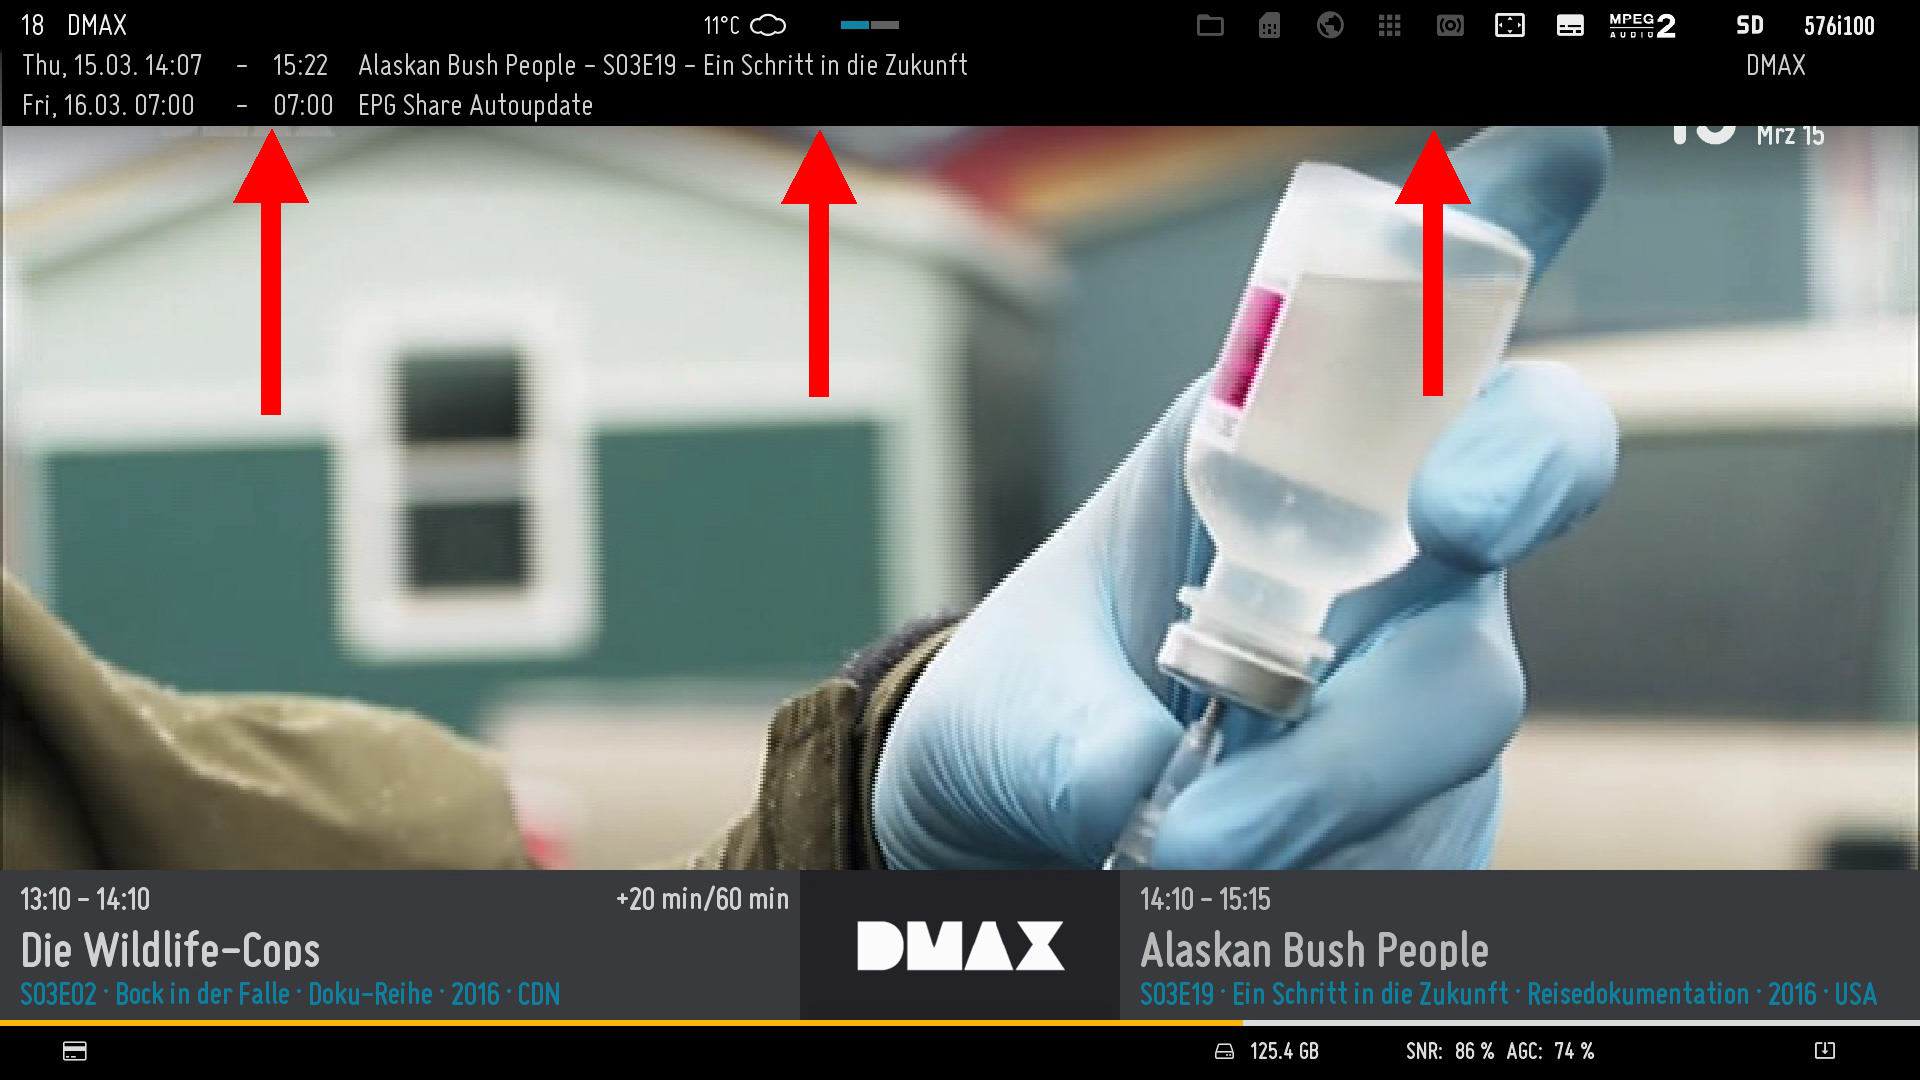 18 DMAX 11°C MPEG AUDIO 2 SD 576i100
Thu, 15.03. 14:07 - 15:22 Alaskan Bush People - S03E19 - Ein Schritt in die Zukunft DMAX
Fri, 16.03. 07:00 - 07:00 EPG Share Autoupdate
Mrz 15
13:10 - 14:10 +20 min/60 min
Die Wildlife-Cops
S03E02 · Bock in der Falle · Doku-Reihe · 2016 · CDN
DMAX
14:10 - 15:15
Alaskan Bush People
S03E19 · Ein Schritt in die Zukunft · Reisedokumentation · 2016 · USA
125.4 GB SNR: 86 % AGC: 74 %